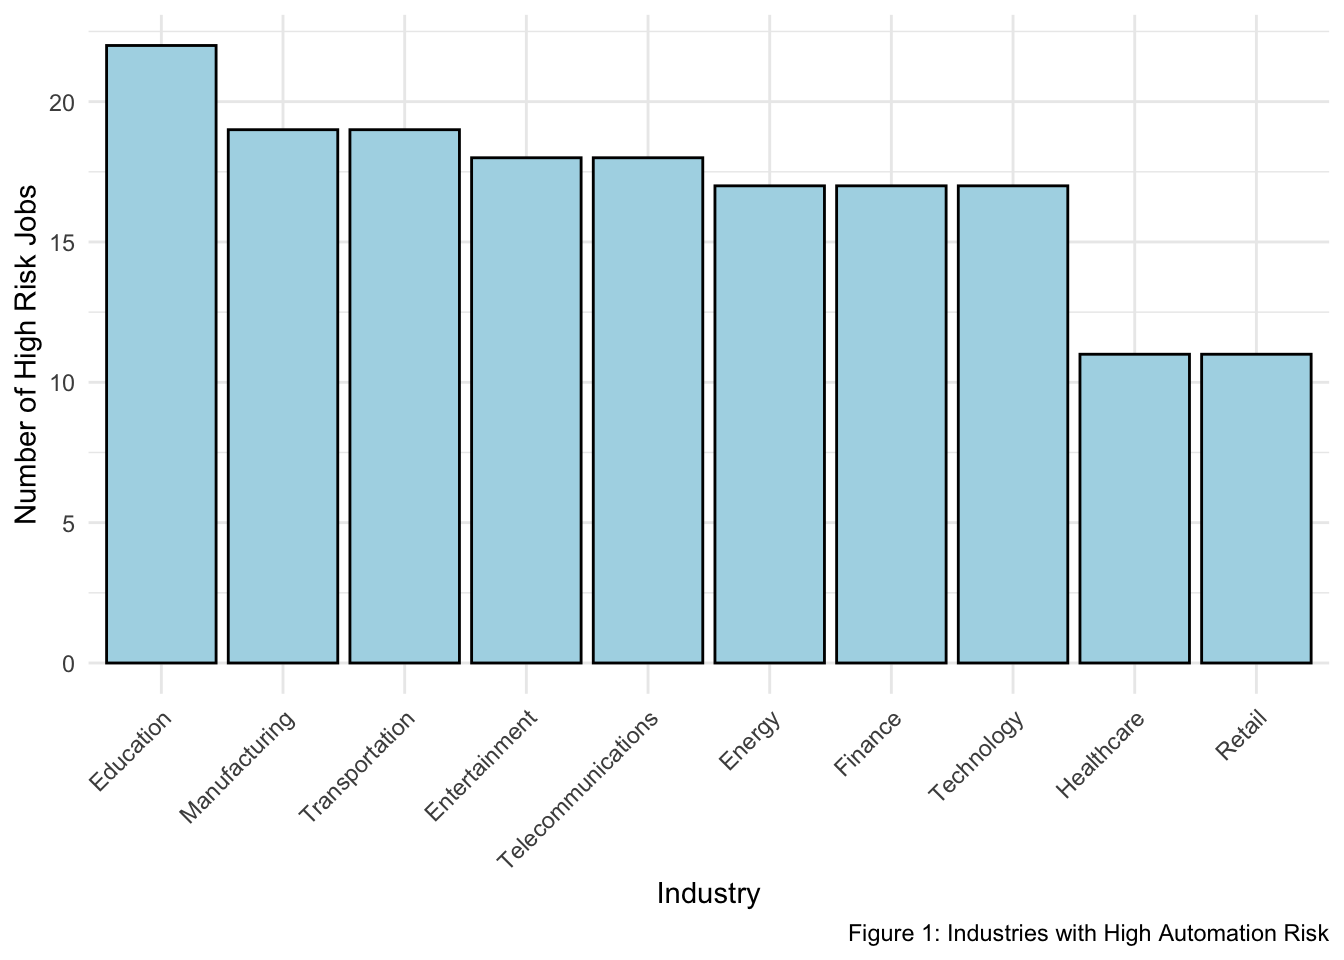 Number of High Risk Jobs
20
15
10
5
0
Education
Manufacturing
Transportation
Entertainment
Telecommunications
Energy
Finance
Technology
Healthcare
Retail
Industry
Figure 1: Industries with High Automation Risk